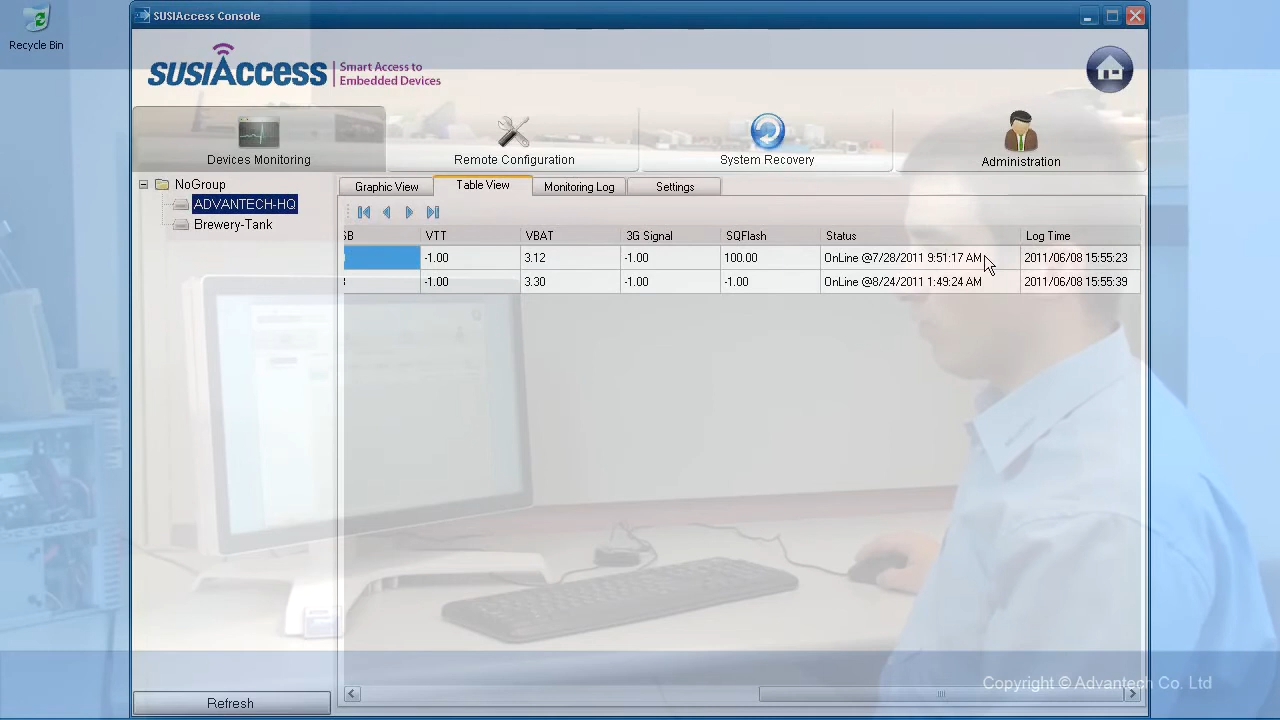 SUSIAccess Console
Recycle Bin
SUSIAccess
Smart Access to
Embedded Devices
Devices Monitoring
Remote Configuration
System Recovery
Administration
NoGroup
ADVANTECH-HQ
Brewery-Tank
Graphic View
Table View
Monitoring Log
Settings
VTT VBAT 3G Signal SQFlash Status Log Time
-1.00 3.12 -1.00 100.00 OnLine @7/28/2011 9:51:17 AM 2011/06/08 15:55:23
-1.00 3.30 -1.00 -1.00 OnLine @8/24/2011 1:49:24 AM 2011/06/08 15:55:39
Refresh
Copyright © Advantech Co. Ltd